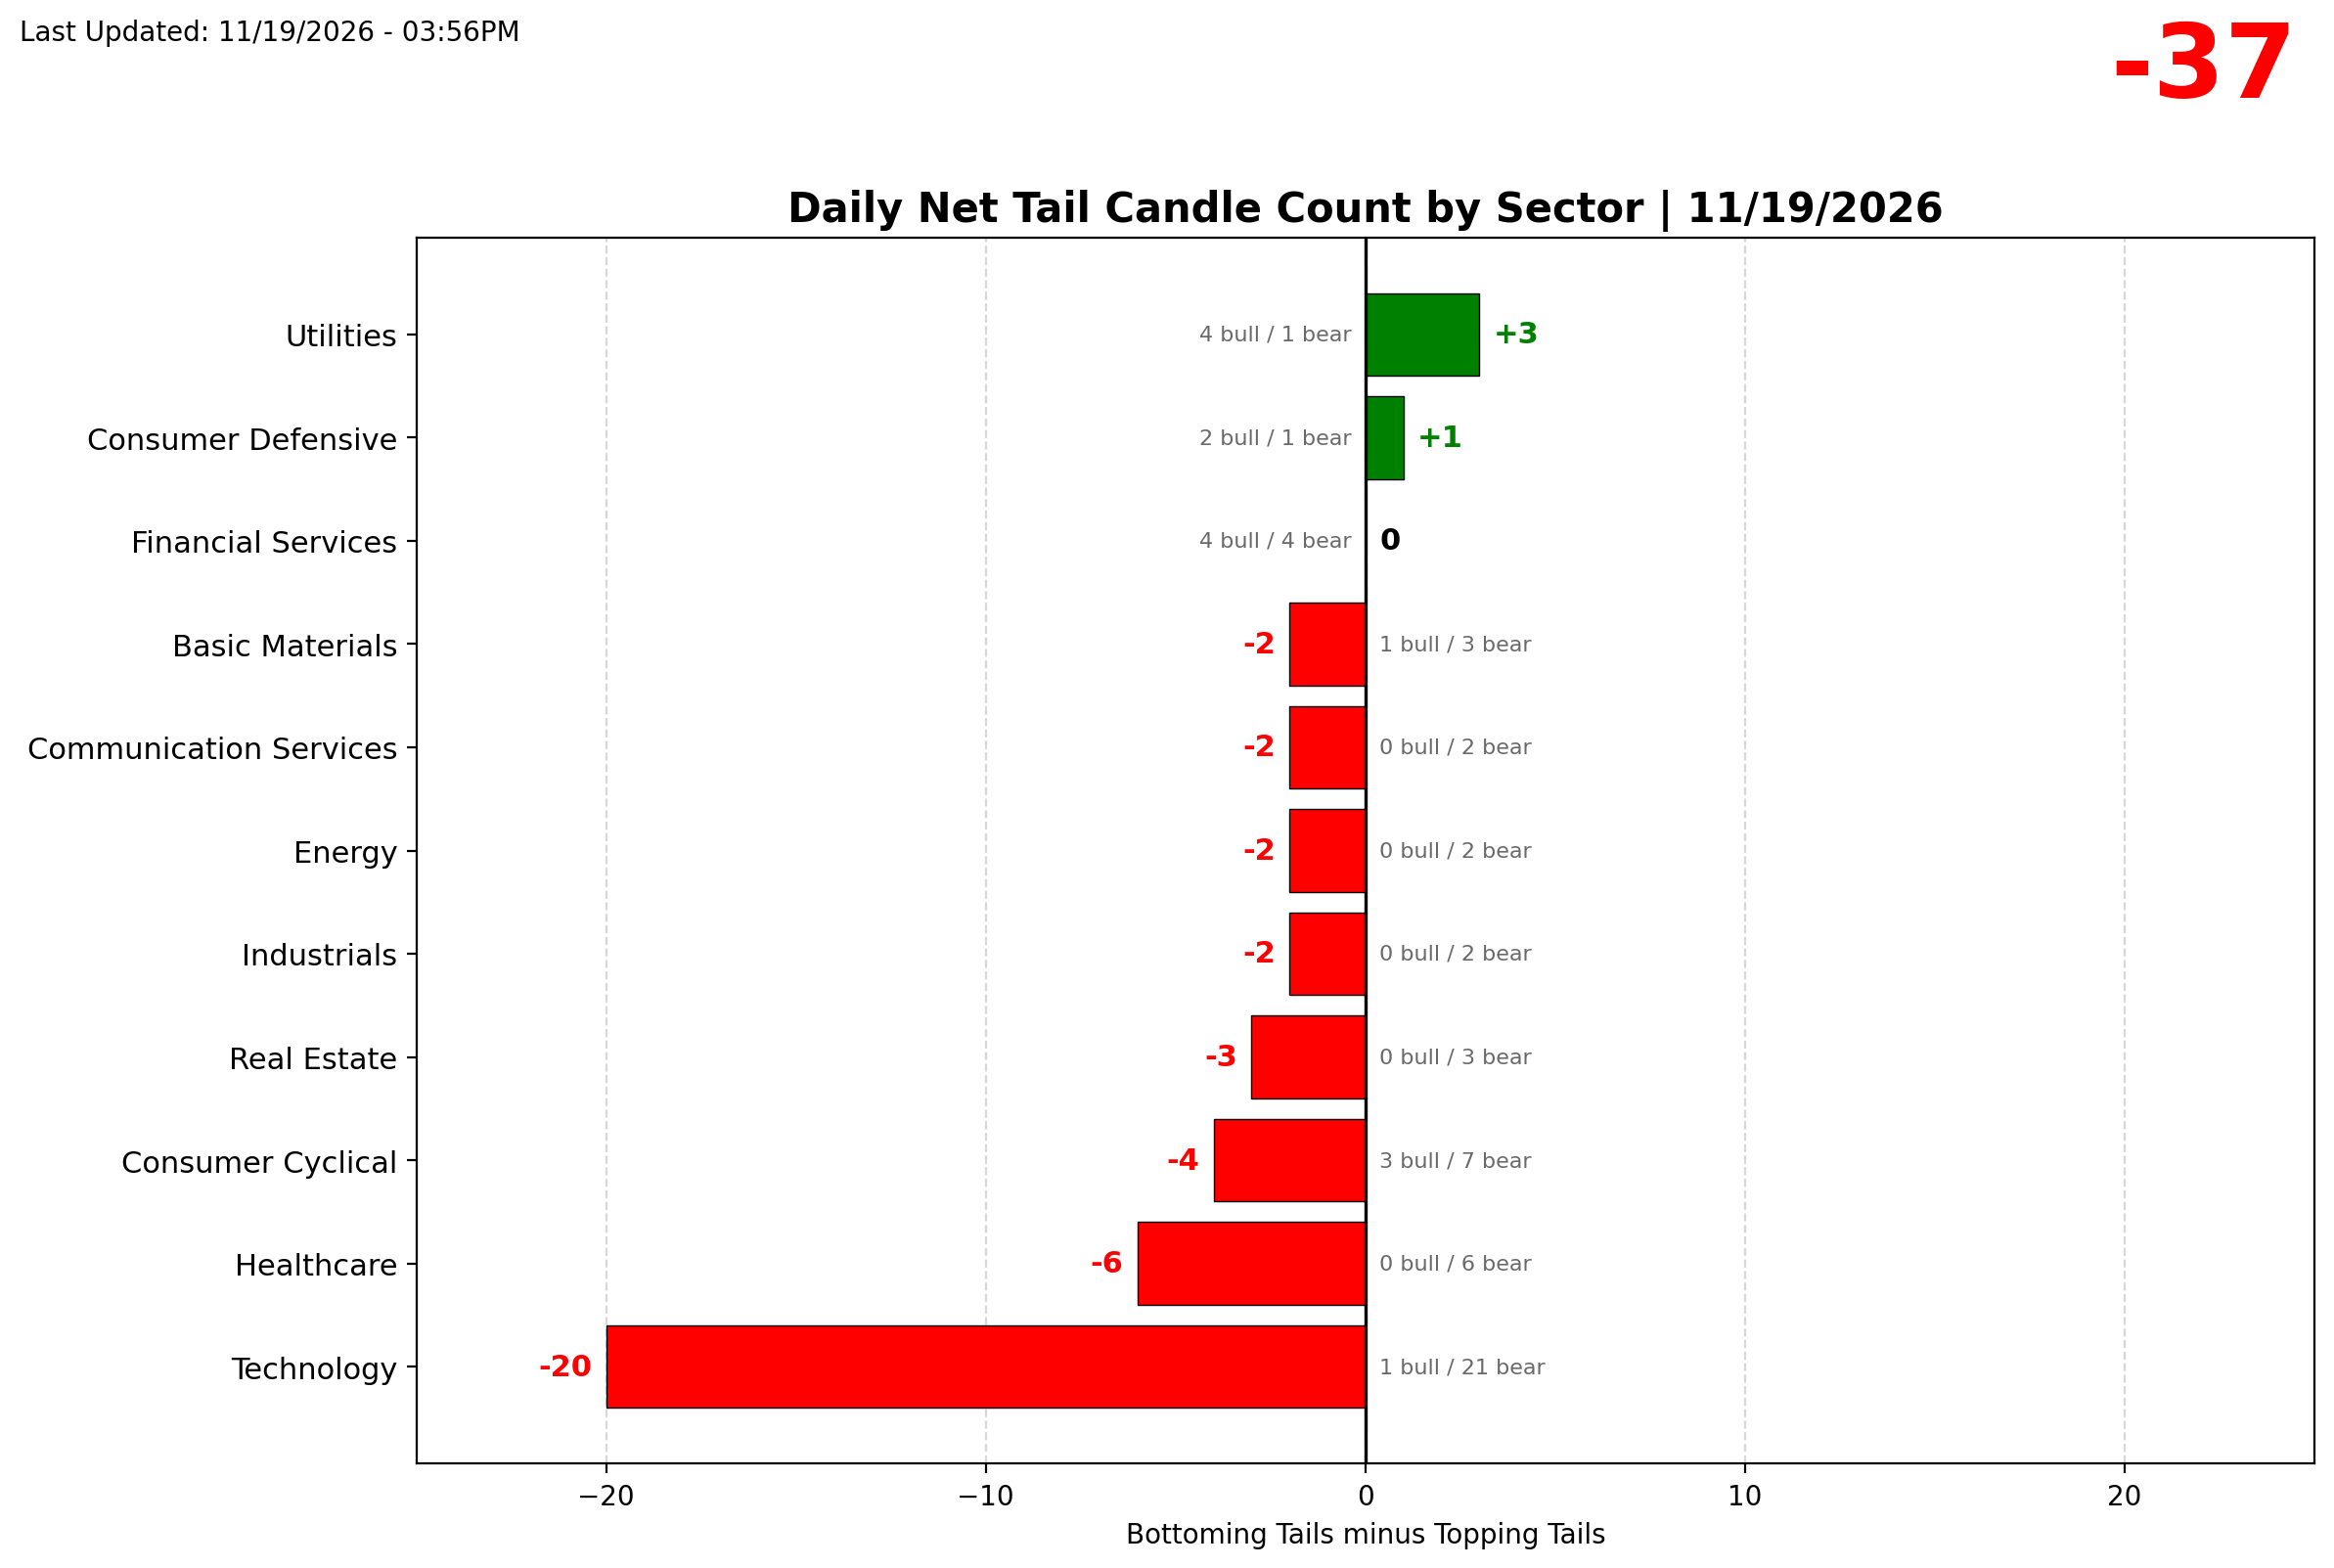 Last Updated: 11/19/2026 - 03:56PM
-37
Daily Net Tail Candle Count by Sector | 11/19/2026
Utilities 4 bull / 1 bear +3
Consumer Defensive 2 bull / 1 bear +1
Financial Services 4 bull / 4 bear 0
Basic Materials -2 1 bull / 3 bear
Communication Services -2 0 bull / 2 bear
Energy -2 0 bull / 2 bear
Industrials -2 0 bull / 2 bear
Real Estate -3 0 bull / 3 bear
Consumer Cyclical -4 3 bull / 7 bear
Healthcare -6 0 bull / 6 bear
Technology -20 1 bull / 21 bear
−20 −10 0 10 20
Bottoming Tails minus Topping Tails